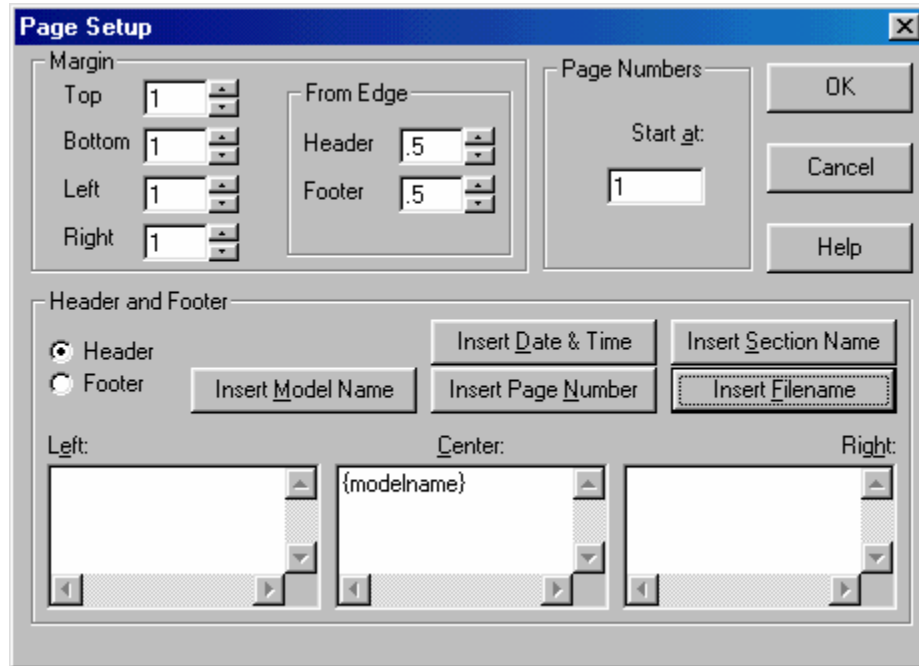 Page Setup
Margin
Top 1
Bottom 1
Left 1
Right 1
From Edge
Header .5
Footer .5
Page Numbers
Start at:
1
OK
Cancel
Help
Header and Footer
Header
Footer
Insert Date & Time
Insert Section Name
Insert Model Name
Insert Page Number
Insert Filename
Left:
Center:
Right:
{modelname}